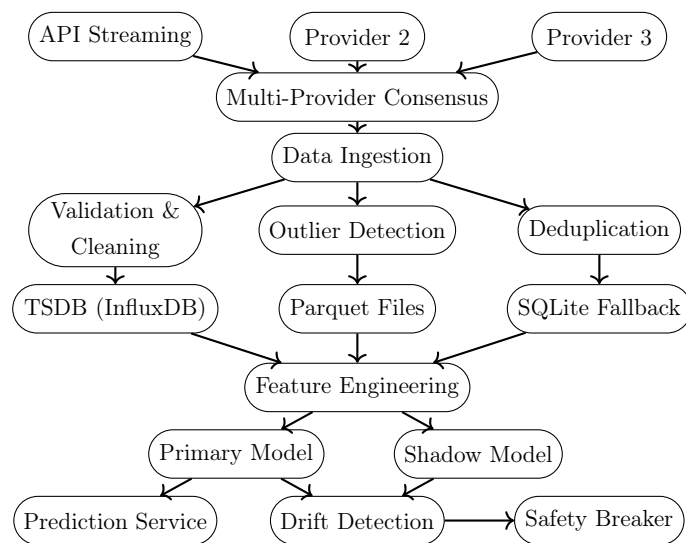 API Streaming
Provider 2
Provider 3
Multi-Provider Consensus
Data Ingestion
Validation &
Cleaning
Outlier Detection
Deduplication
TSDB (InfluxDB)
Parquet Files
SQLite Fallback
Feature Engineering
Primary Model
Shadow Model
Prediction Service
Drift Detection
Safety Breaker